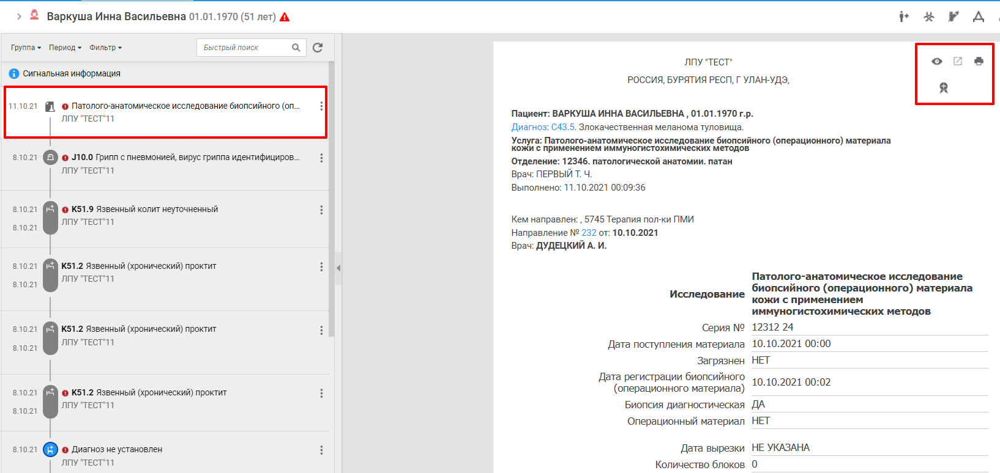 Варкуша Инна Васильевна 01.01.1970 (51 лет)
Группа Период Фильтр Быстрый поиск
Сигнальная информация
11.10.21 Патолого-анатомическое исследование биопсийного (оп...
ЛПУ "ТЕСТ"11
8.10.21 J10.0 Грипп с пневмонией, вирус гриппа идентифициров...
ЛПУ "ТЕСТ"11
8.10.21 K51.9 Язвенный колит неуточненный
ЛПУ "ТЕСТ"11
8.10.21
8.10.21 K51.2 Язвенный (хронический) проктит
ЛПУ "ТЕСТ"11
8.10.21
8.10.21 K51.2 Язвенный (хронический) проктит
ЛПУ "ТЕСТ"11
8.10.21
8.10.21 K51.2 Язвенный (хронический) проктит
ЛПУ "ТЕСТ"11
8.10.21
8.10.21 Диагноз не установлен
ЛПУ "ТЕСТ"11
ЛПУ "ТЕСТ"
РОССИЯ, БУРЯТИЯ РЕСП, Г УЛАН-УДЭ,
Пациент: ВАРКУША ИННА ВАСИЛЬЕВНА , 01.01.1970 г.р.
Диагноз: C43.5. Злокачественная меланома туловища.
Услуга: Патолого-анатомическое исследование биопсийного (операционного) материала
кожи с применением иммуногистохимических методов
Отделение: 12346. патологической анатомии. патан
Врач: ПЕРВЫЙ Т. Ч.
Выполнено: 11.10.2021 00:09:36
Кем направлен: , 5745 Терапия пол-ки ПМИ
Направление № 232 от: 10.10.2021
Врач: ДУДЕЦКИЙ А. И.
Исследование Патолого-анатомическое исследование
биопсийного (операционного) материала
кожи с применением
иммуногистохимических методов
Серия № 12312 24
Дата поступления материала 10.10.2021 00:00
Загрязнен НЕТ
Дата регистрации биопсийного
(операционного материала) 10.10.2021 00:02
Биопсия диагностическая ДА
Операционный материал НЕТ
Дата вырезки НЕ УКАЗАНА
Количество блоков 0